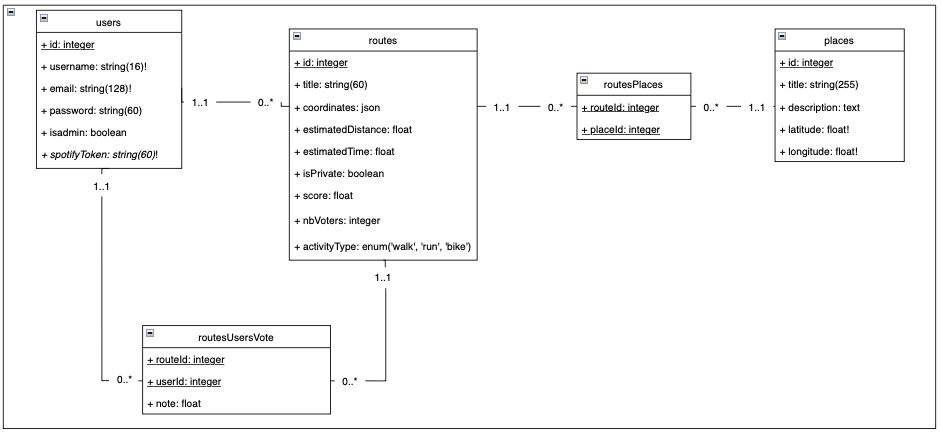 users
+ id: integer
+ username: string(16)!
+ email: string(128)!
+ password: string(60)
+ isadmin: boolean
+ spotifyToken: string(60)!
1..1
0..*
routes
+ id: integer
+ title: string(60)
+ coordinates: json
+ estimatedDistance: float
+ estimatedTime: float
+ isPrivate: boolean
+ score: float
+ nbVoters: integer
+ activityType: enum('walk', 'run', 'bike')
1..1
0..*
routesPlaces
+ routeId: integer
+ placeId: integer
0..*
1..1
places
+ id: integer
+ title: string(255)
+ description: text
+ latitude: float!
+ longitude: float!
1..1
1..1
routesUsersVote
+ routeId: integer
+ userId: integer
+ note: float
0..*
0..*